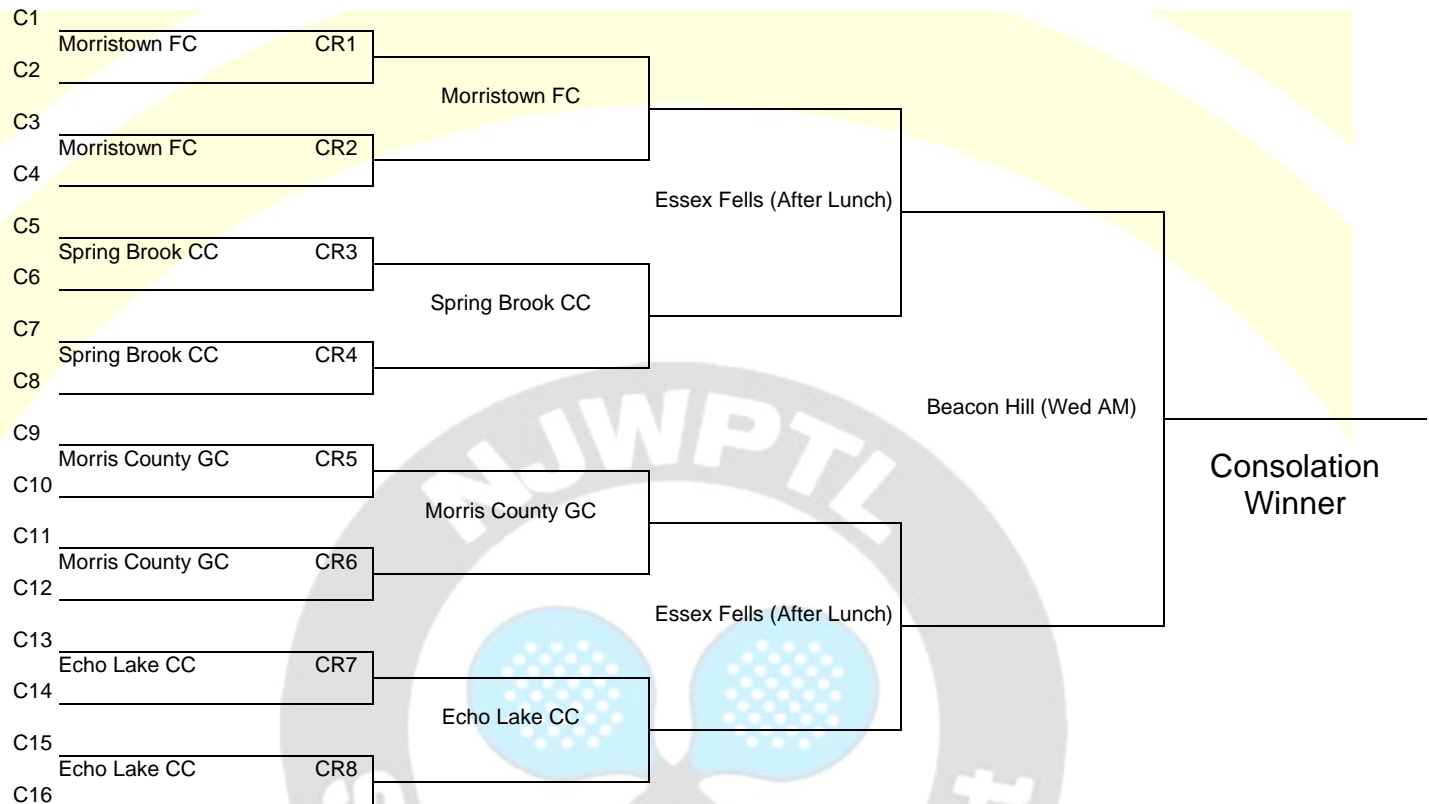 C1
Morristown FC CR1
C2
Morristown FC
C3
Morristown FC CR2
C4
Essex Fells (After Lunch)
C5
Spring Brook CC CR3
C6
Spring Brook CC
C7
Spring Brook CC CR4
C8
Beacon Hill (Wed AM)
C9
Morris County GC CR5
Consolation
Winner
C10
Morris County GC
C11
Morris County GC CR6
C12
Essex Fells (After Lunch)
C13
Echo Lake CC CR7
C14
Echo Lake CC
C15
Echo Lake CC CR8
C16
NJWPTL